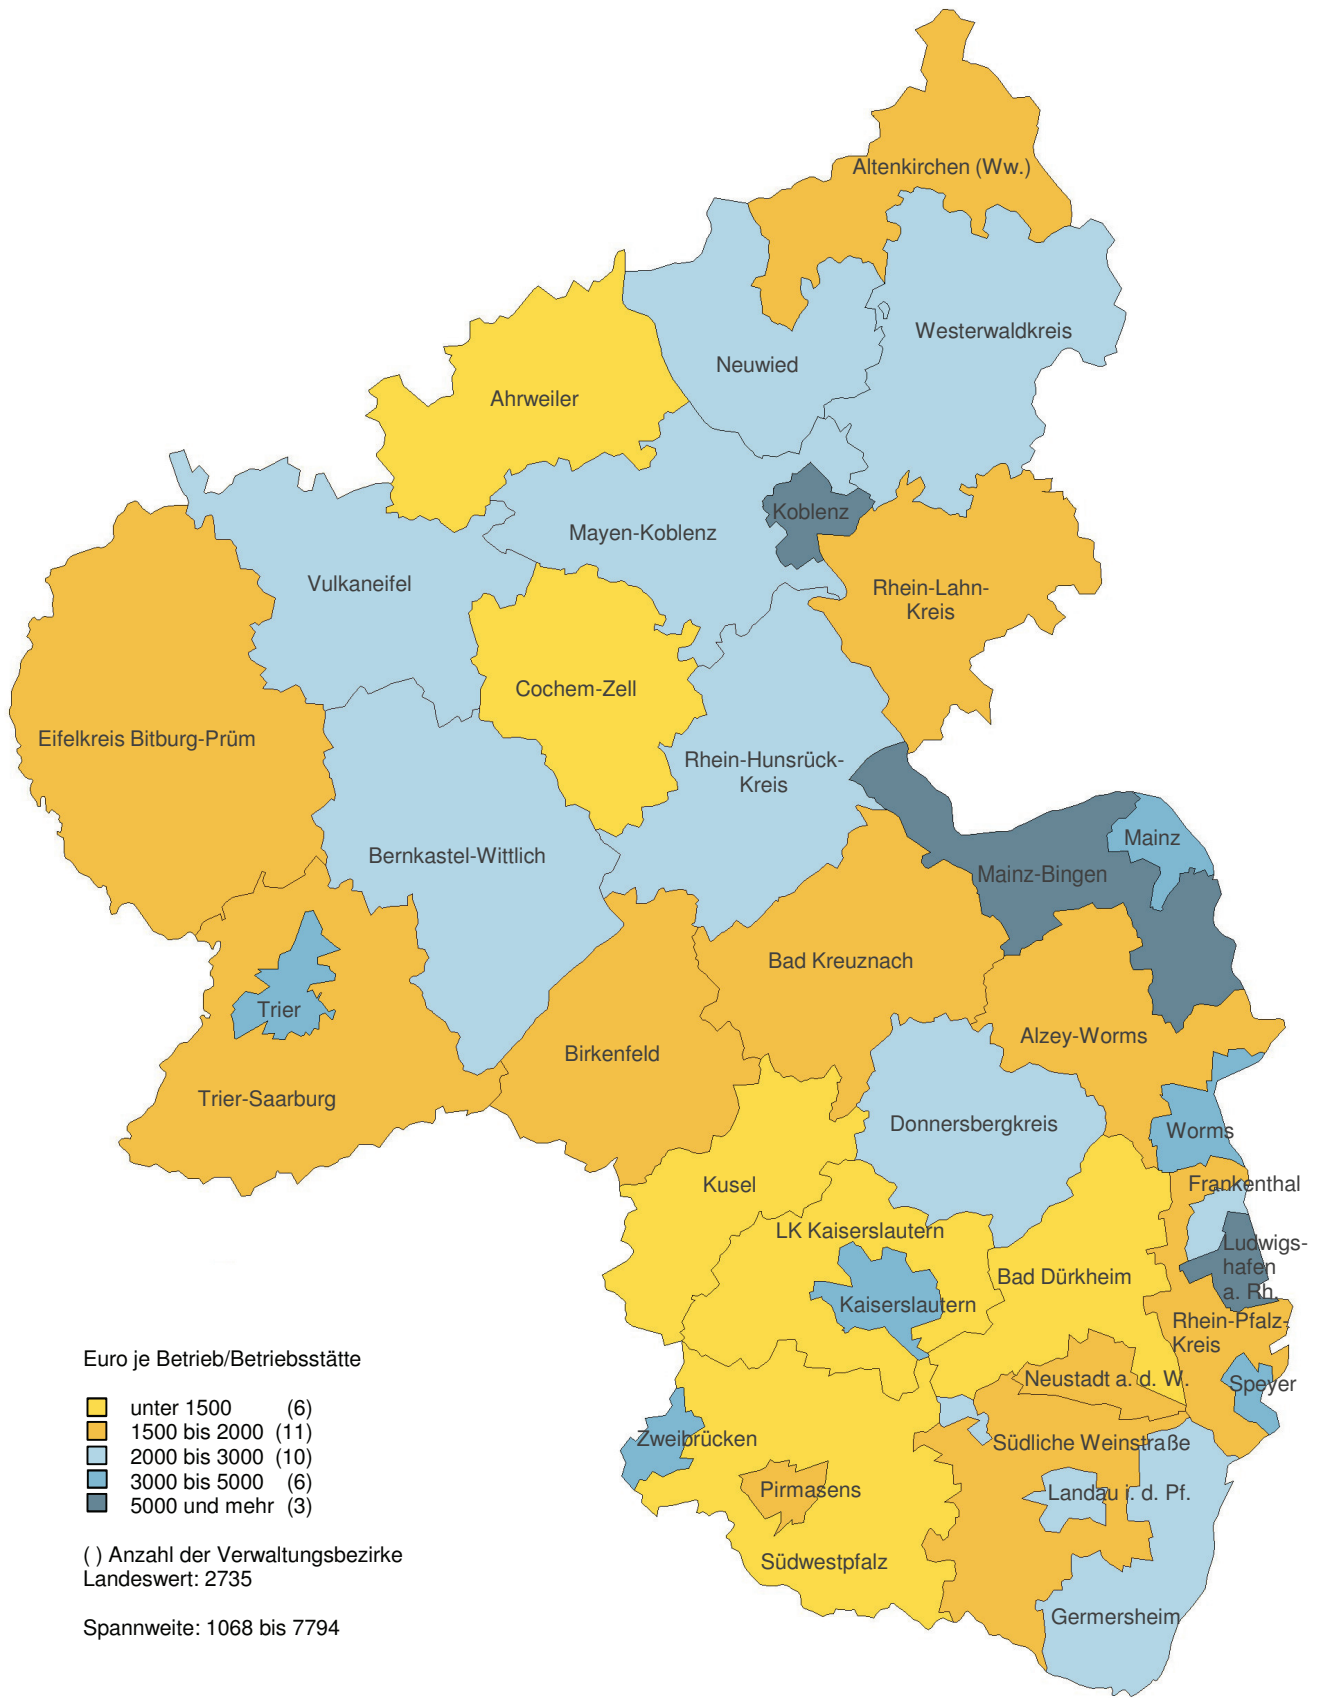 Altenkirchen (Ww.)
Westerwaldkreis
Neuwied
Ahrweiler
Koblenz
Mayen-Koblenz
Vulkaneifel
Rhein-Lahn-
Kreis
Cochem-Zell
Eifelkreis Bitburg-Prüm
Rhein-Hunsrück-
Kreis
Mainz
Bernkastel-Wittlich
Mainz-Bingen
Bad Kreuznach
Trier
Alzey-Worms
Birkenfeld
Trier-Saarburg
Donnersbergkreis
Worms
Kusel
Frankenthal
LK Kaiserslautern
Ludwigs-
hafen
a. Rh.
Bad Dürkheim
Kaiserslautern
Rhein-Pfalz-
Kreis
Neustadt a. d. W.
Speyer
Zweibrücken
Südliche Weinstraße
Pirmasens
Landau i. d. Pf.
Südwestpfalz
Germersheim
Euro je Betrieb/Betriebsstätte
unter 1500 (6)
1500 bis 2000 (11)
2000 bis 3000 (10)
3000 bis 5000 (6)
5000 und mehr (3)
( ) Anzahl der Verwaltungsbezirke
Landeswert: 2735
Spannweite: 1068 bis 7794